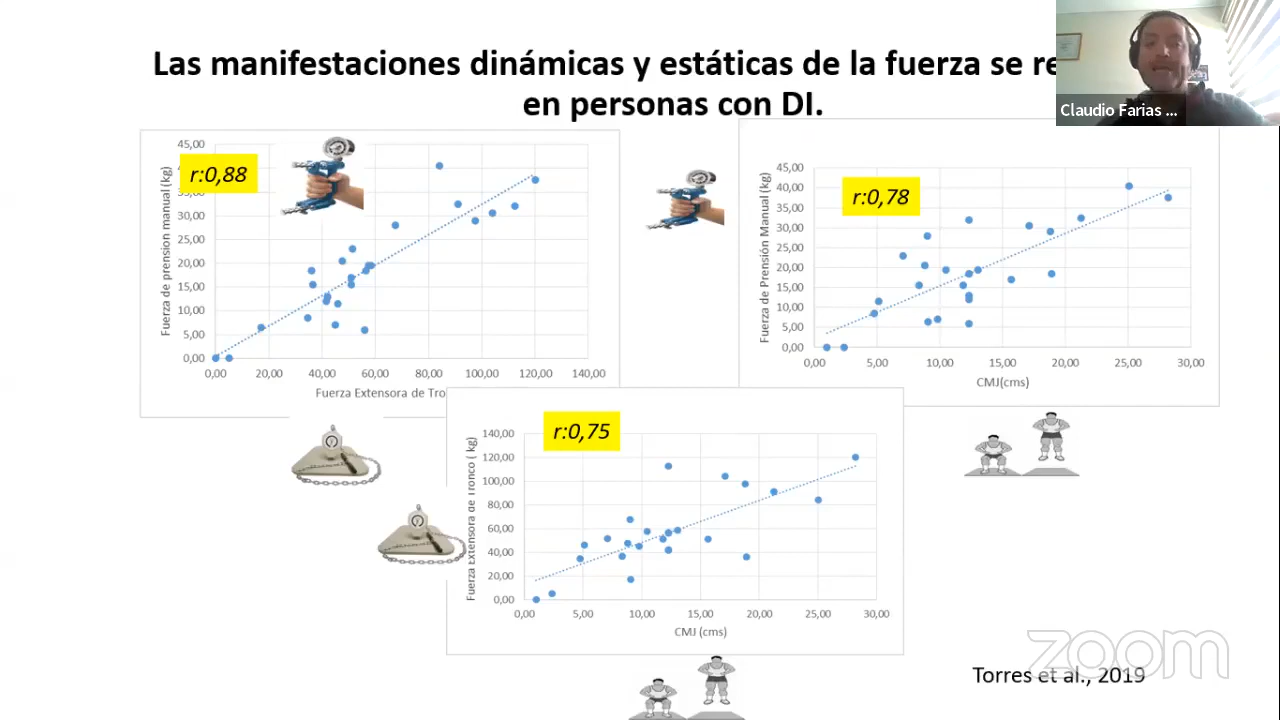 Las manifestaciones dinámicas y estáticas de la fuerza se
en personas con DI.
Claudio Farias ...
r:0,88
Fuerza de prension manual (kg)
45,00
30,00
25,00
20,00
15,00
10,00
5,00
0,00
0,00 20,00 40,00 60,00 80,00 100,00 120,00 140,00
Fuerza Extensora de
r:0,78
Fuerza de Prensión Manual (kg)
45,00
40,00
35,00
30,00
25,00
20,00
15,00
10,00
5,00
0,00
0,00 5,00 10,00 15,00 20,00 25,00 30,00
CMJ(cms)
r:0,75
Fuerza Extensora de Tronco ( kg)
140,00
120,00
100,00
80,00
60,00
40,00
20,00
0,00
0,00 5,00 10,00 15,00 20,00 25,00 30,00
CMJ (cms)
Torres et al., 2019
zoom